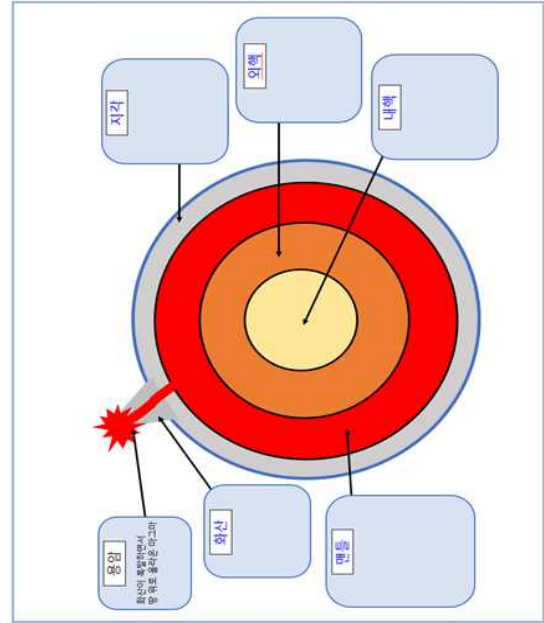 용암
화산이 폭발하면서
땅 위로 올라온 마그마
화산
맨틀
지각
외핵
내핵